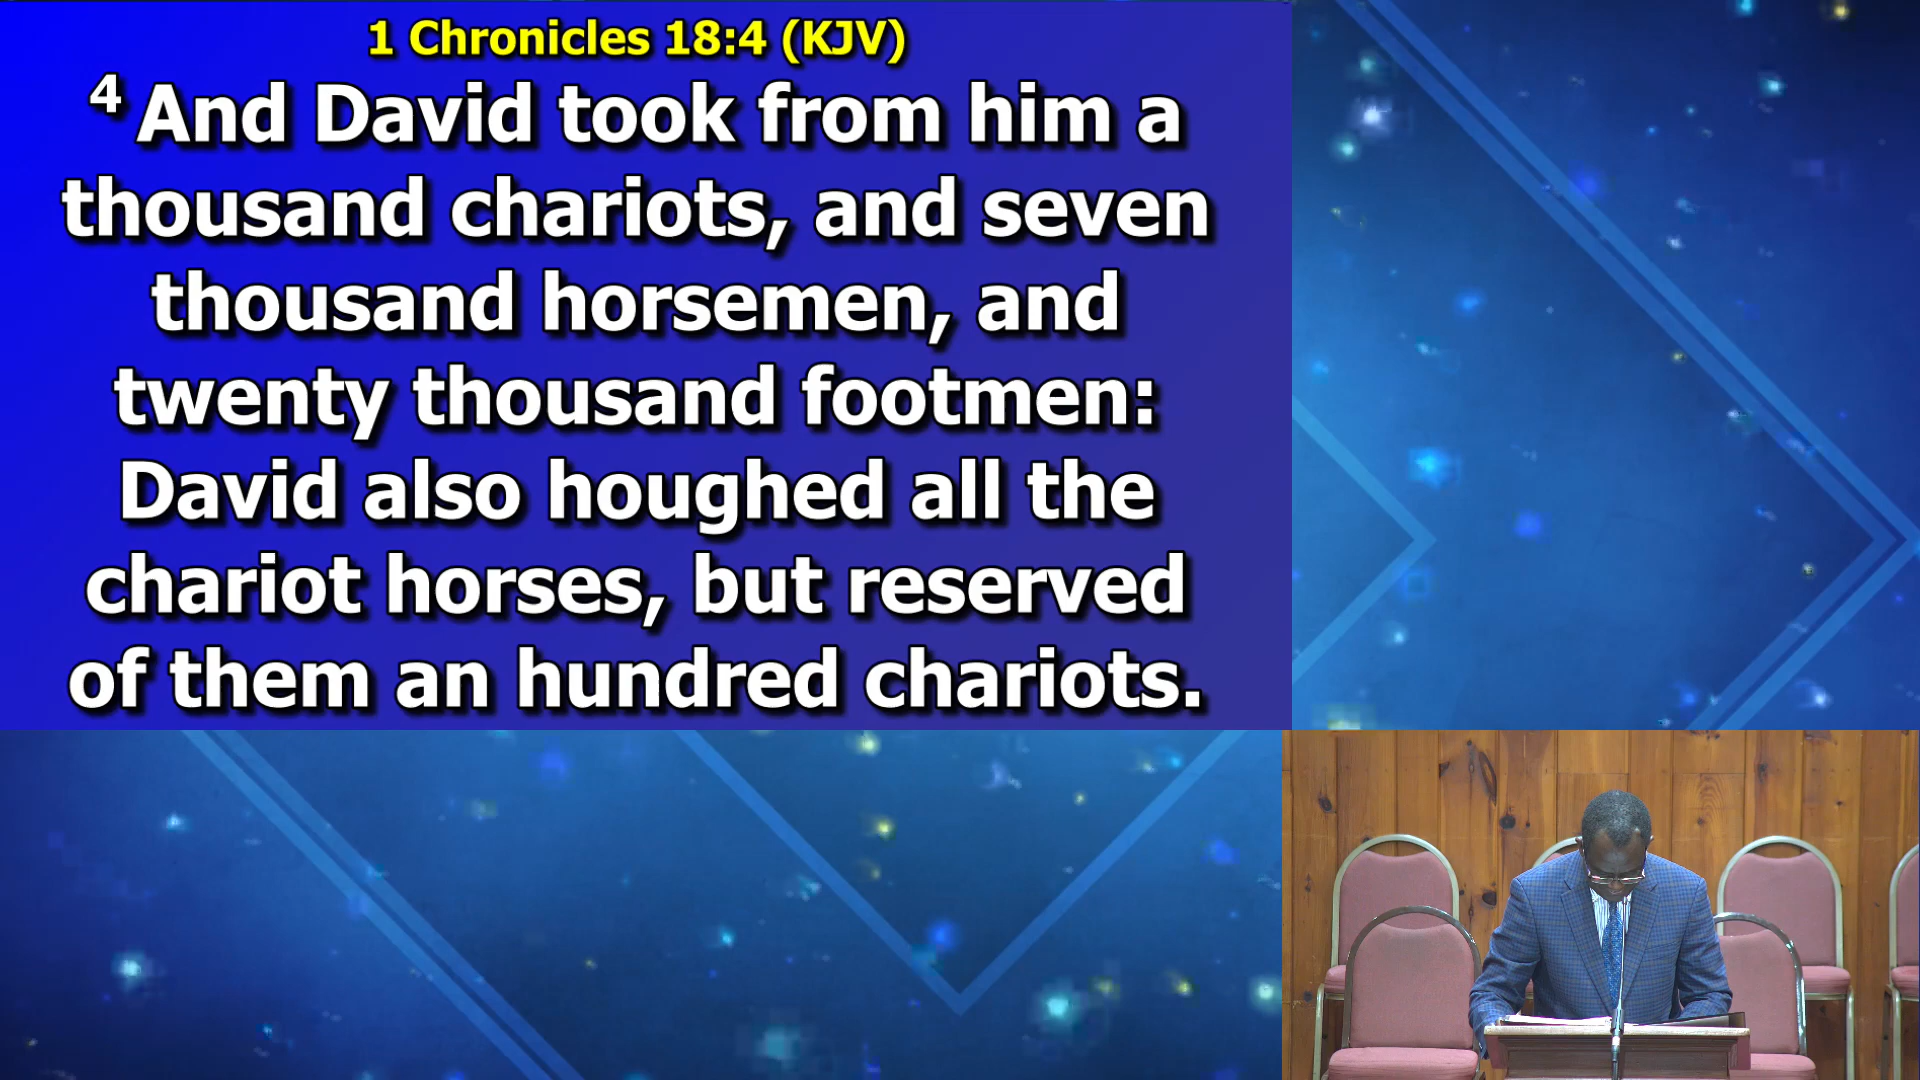 1 Chronicles 18:4 (KJV)
4 And David took from him a
thousand chariots, and seven
thousand horsemen, and
twenty thousand footmen:
David also houghed all the
chariot horses, but reserved
of them an hundred chariots.